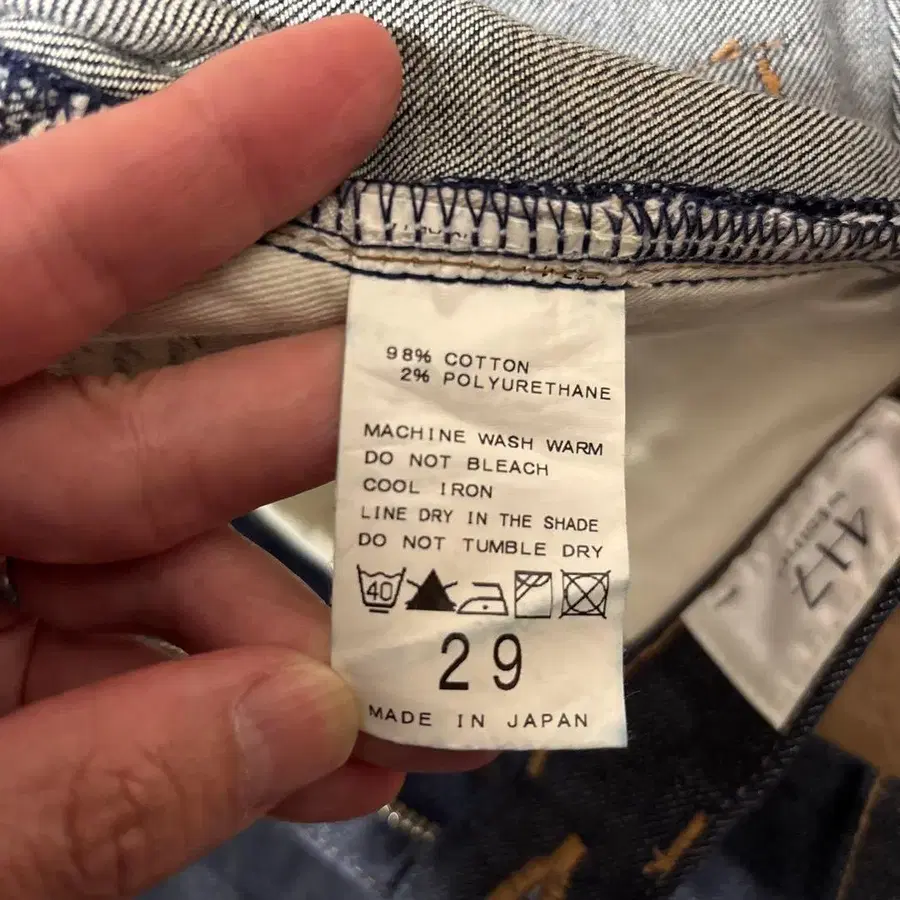 98% COTTON
2% POLYURETHANE
MACHINE WASH WARM
DO NOT BLEACH
COOL IRON
LINE DRY IN THE SHADE
DO NOT TUMBLE DRY
40
29
MADE IN JAPAN
417